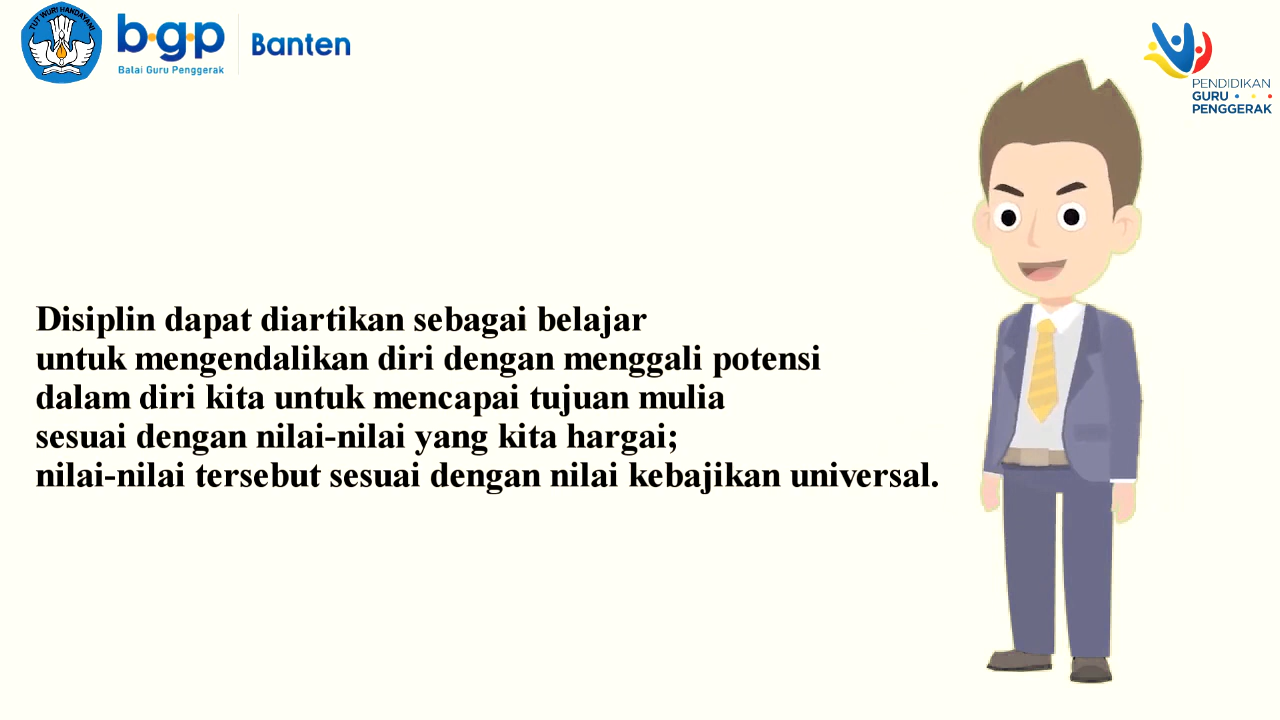 TUT WURI HANDAYANI
bgp
Balai Guru Penggerak
Banten
PENDIDIKAN
GURU
PENGGERAK
Disiplin dapat diartikan sebagai belajar
untuk mengendalikan diri dengan menggali potensi
dalam diri kita untuk mencapai tujuan mulia
sesuai dengan nilai-nilai yang kita hargai;
nilai-nilai tersebut sesuai dengan nilai kebajikan universal.